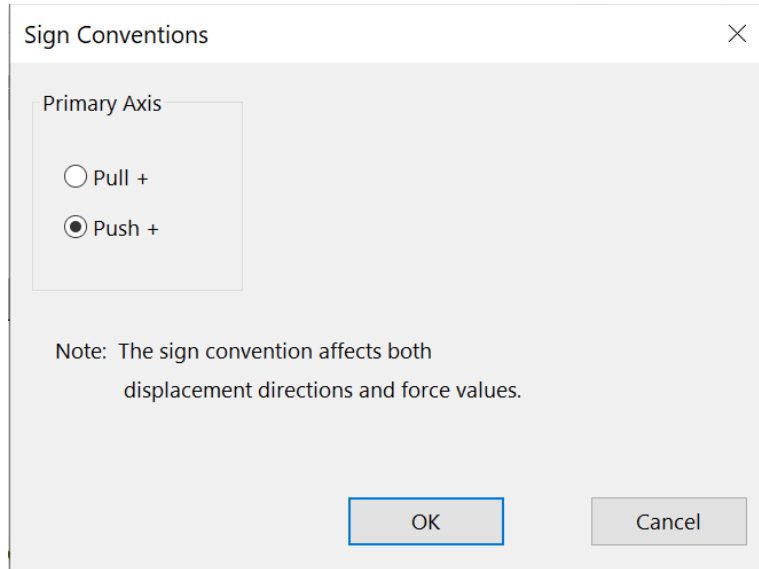 Sign Conventions
Primary Axis
Pull +
Push +
Note: The sign convention affects both
displacement directions and force values.
OK
Cancel